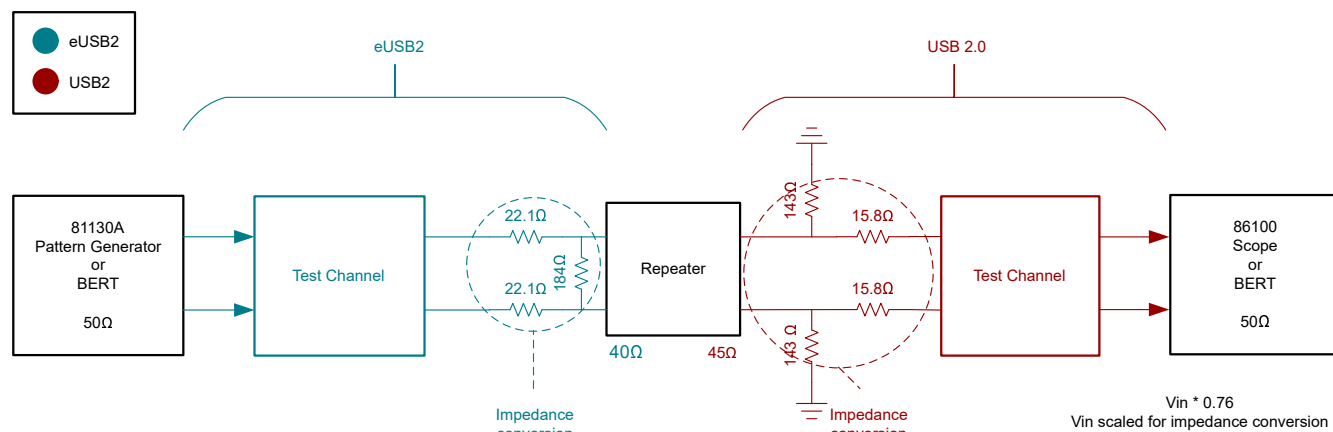 eUSB2
USB2
eUSB2
USB 2.0
81130A
Pattern Generator
or
BERT
50Ω
Test Channel
22.1Ω
184Ω
22.1Ω
Repeater
40Ω
45Ω
143Ω
15.8Ω
15.8Ω
143 Ω
Test Channel
86100
Scope
or
BERT
50Ω
Impedance
conversion
Impedance
conversion
Vin * 0.76
Vin scaled for impedance conversion